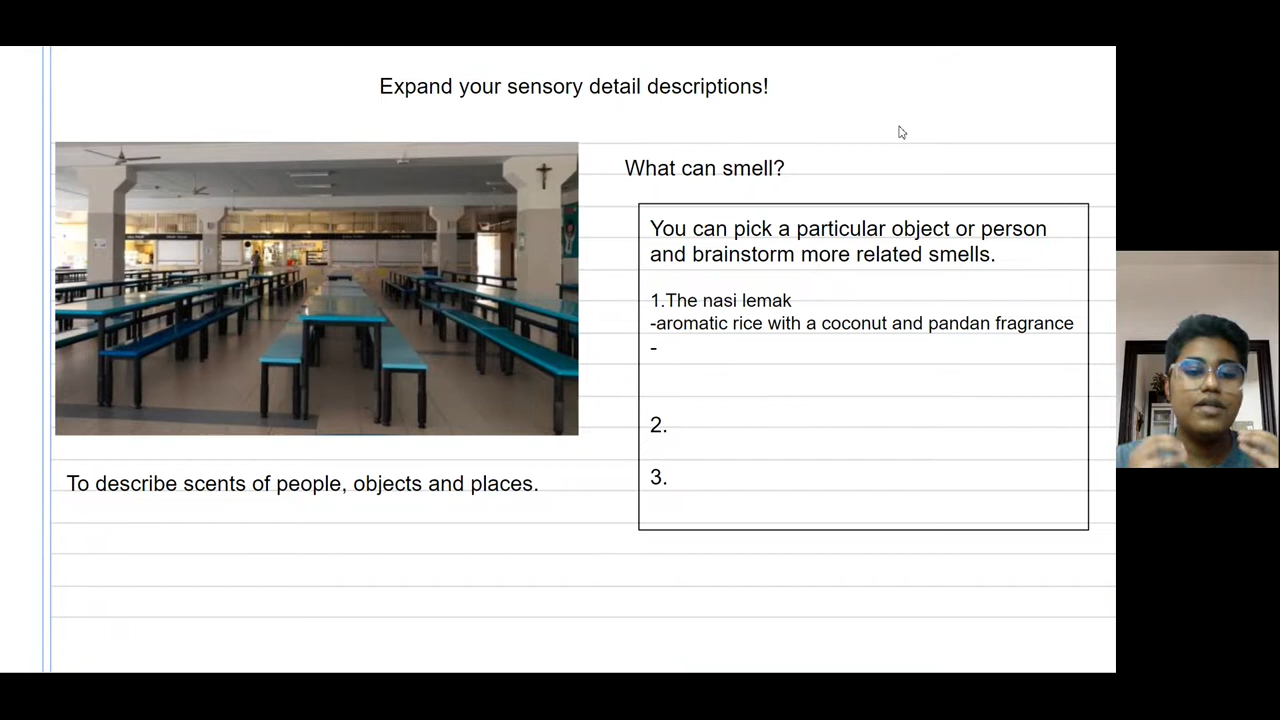 Expand your sensory detail descriptions!
What can smell?
You can pick a particular object or person
and brainstorm more related smells.
1.The nasi lemak
-aromatic rice with a coconut and pandan fragrance
-
2.
3.
To describe scents of people, objects and places.